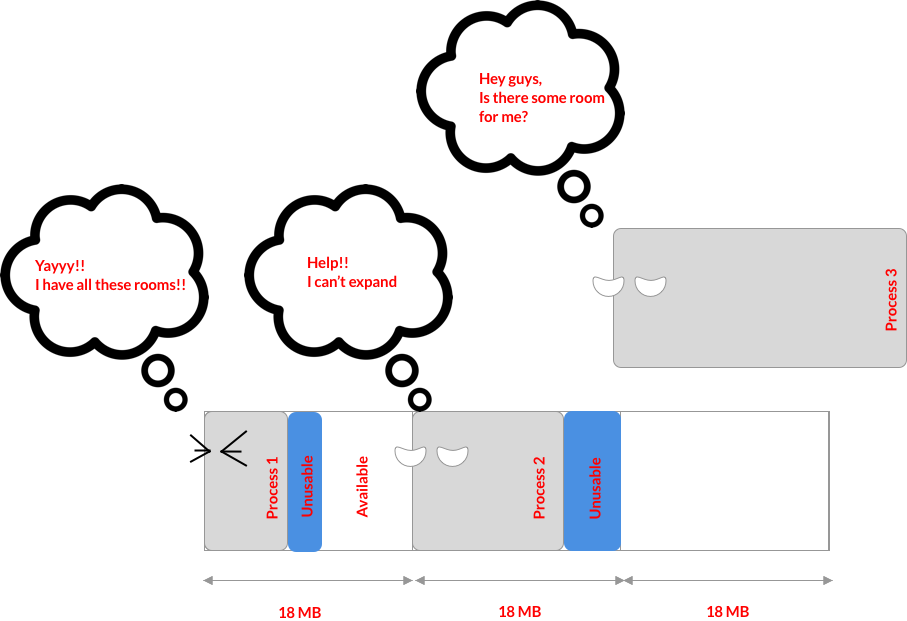 Hey guys,
Is there some room
for me?
Yayyy!!
I have all these rooms!!
Help!!
I can't expand
Process 3
Process 1
Unusable
Available
Process 2
Unusable
18 MB
18 MB
18 MB